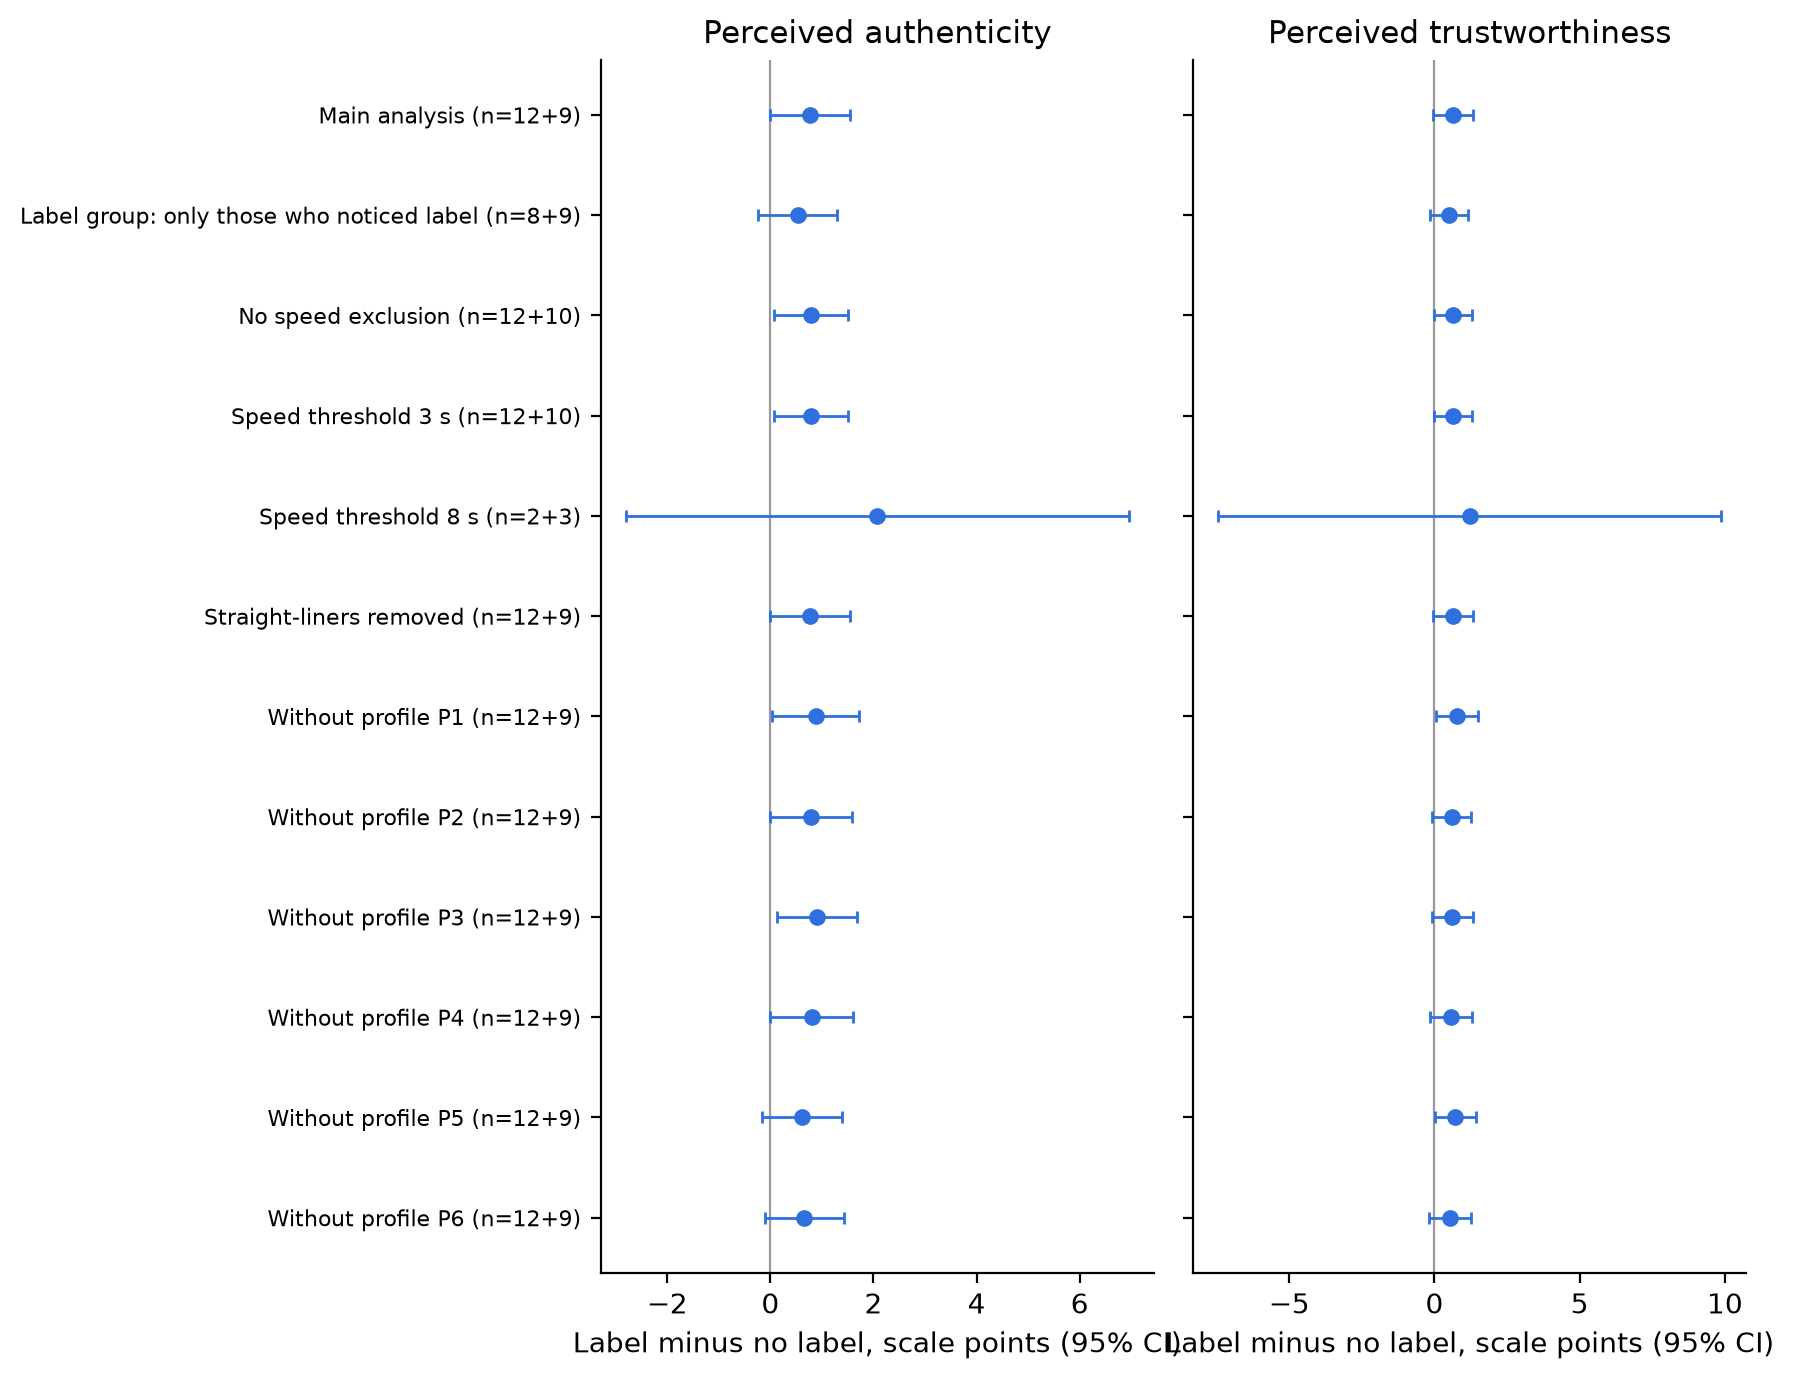 Perceived authenticity
Perceived trustworthiness
Main analysis (n=12+9)
Label group: only those who noticed label (n=8+9)
No speed exclusion (n=12+10)
Speed threshold 3 s (n=12+10)
Speed threshold 8 s (n=2+3)
Straight-liners removed (n=12+9)
Without profile P1 (n=12+9)
Without profile P2 (n=12+9)
Without profile P3 (n=12+9)
Without profile P4 (n=12+9)
Without profile P5 (n=12+9)
Without profile P6 (n=12+9)
−2 0 2 4 6
−5 0 5 10
Label minus no label, scale points (95% CI)
Label minus no label, scale points (95% CI)